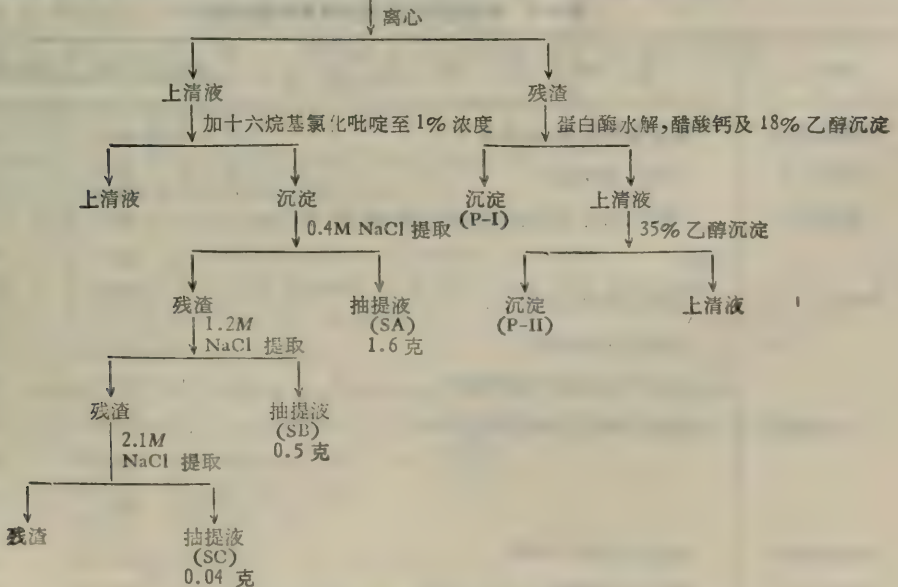 离心
上清液 残渣
加十六烷基氯化吡啶至 1% 浓度 蛋白酶水解,醋酸钙及 18% 乙醇沉淀
上清液 沉淀 沉淀 上清液
0.4M NaCl 提取 (P-I) 35% 乙醇沉淀
残渣 抽提液 沉淀 上清液
1.2M (SA) (P-II)
NaCl 提取 1.6 克
残渣 抽提液
2.1M (SB)
NaCl 提取 0.5 克
残渣 抽提液
(SC)
0.04 克